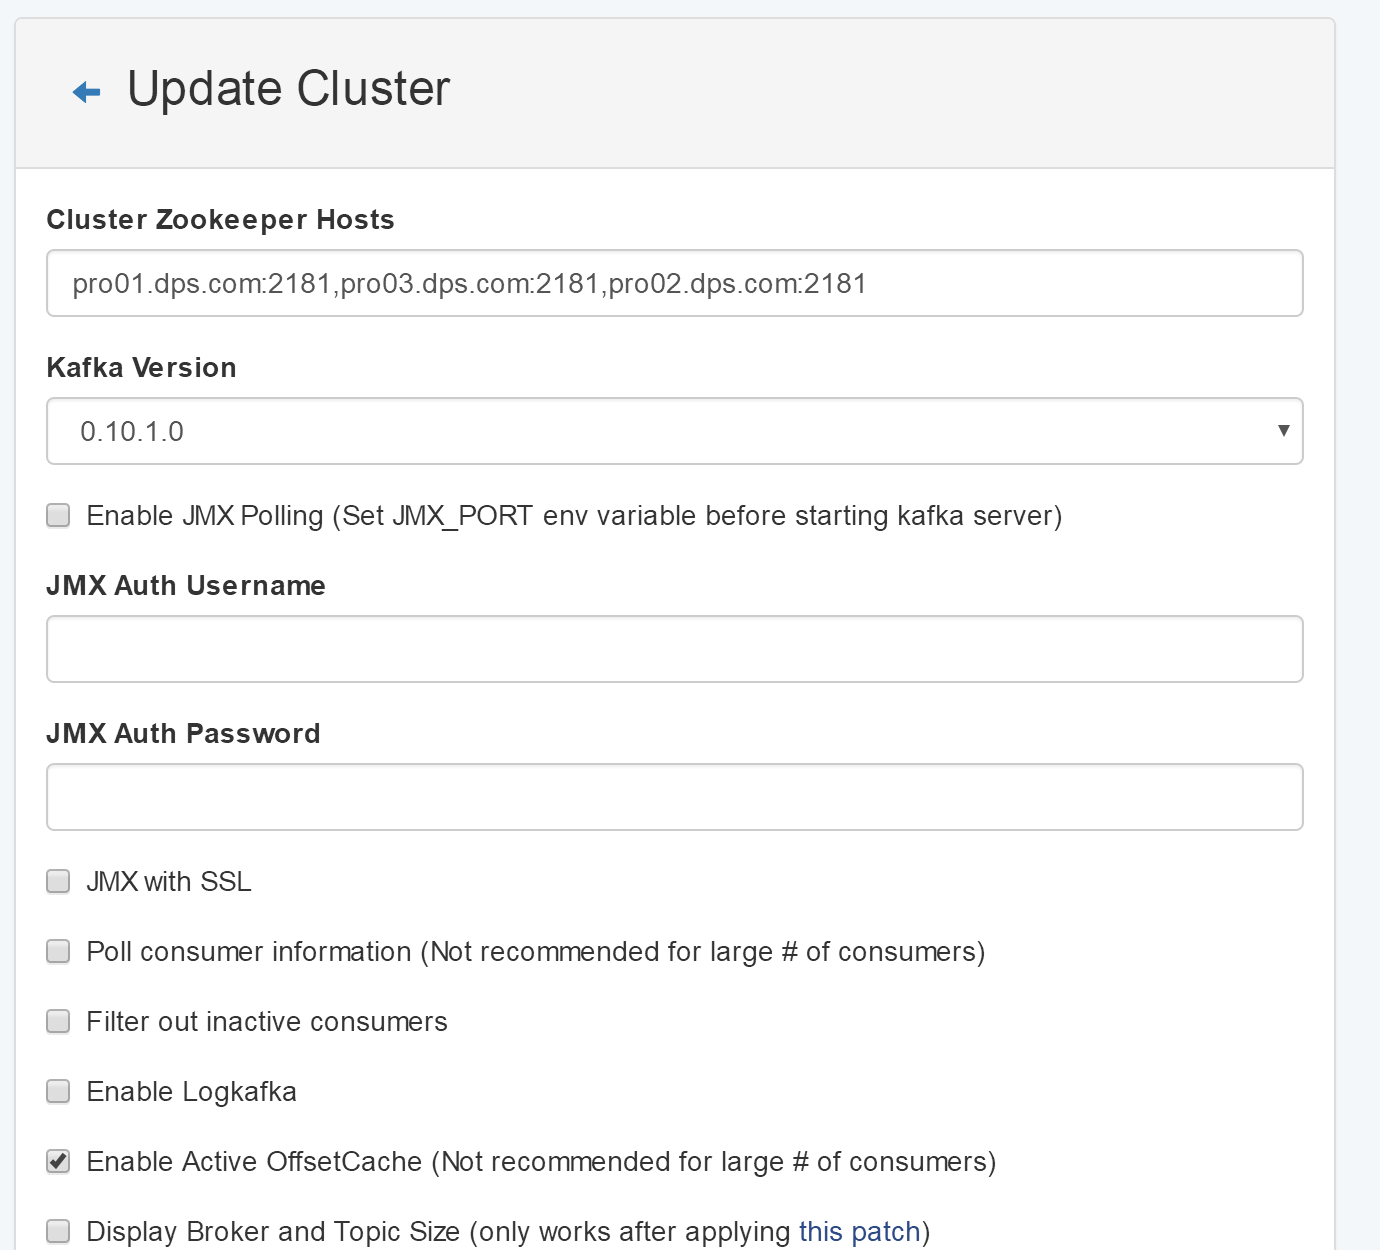 Update Cluster
Cluster Zookeeper Hosts
pro01.dps.com:2181,pro03.dps.com:2181,pro02.dps.com:2181
Kafka Version
0.10.1.0
Enable JMX Polling (Set JMX_PORT env variable before starting kafka server)
JMX Auth Username
JMX Auth Password
JMX with SSL
Poll consumer information (Not recommended for large # of consumers)
Filter out inactive consumers
Enable Logkafka
Enable Active OffsetCache (Not recommended for large # of consumers)
Display Broker and Topic Size (only works after applying this patch)